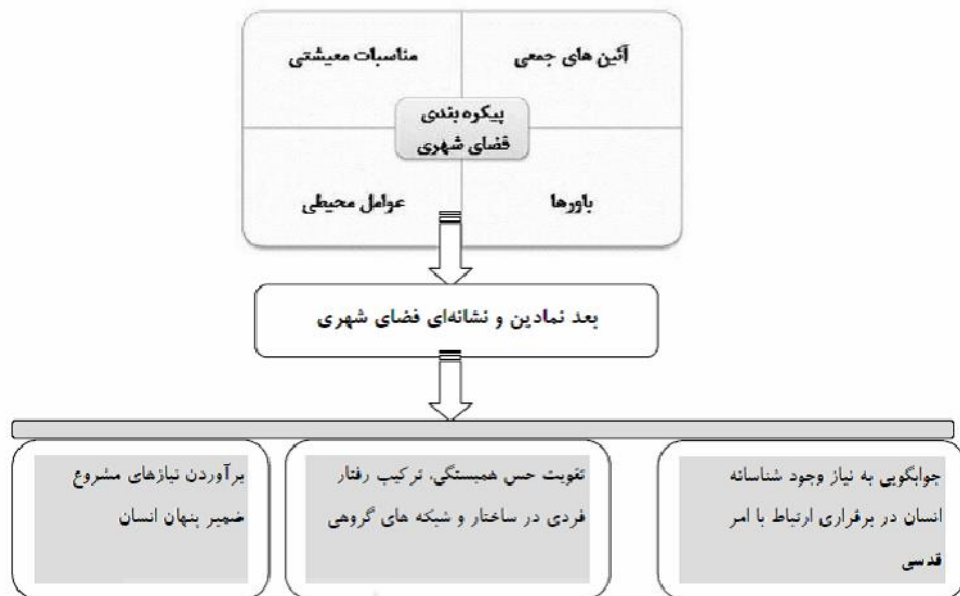 آئین های جمعی
مناسبات معیشتی
پیکره بندی
فضای شهری
باورها
عوامل محیطی
بعد نمادین و نشانه‌ای فضای شهری
جوابگویی به نیاز وجود شناسانه
انسان در برقراری ارتباط با امر
قدسی
تقویت حس همبستگی، ترکیب رفتار
فردی در ساختار و شبکه های گروهی
برآوردن نیازهای مشروع
ضمیر پنهان انسان